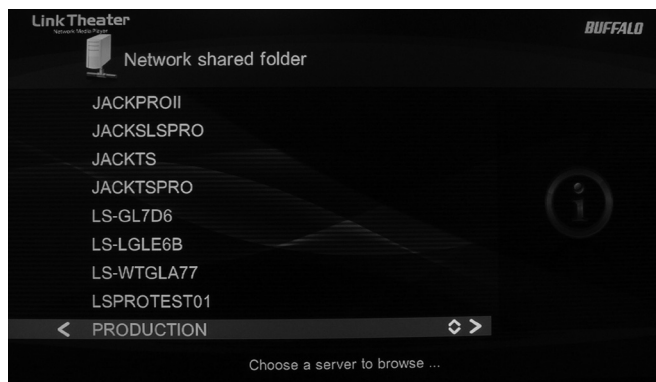 LinkTheater
Network Media Player
BUFFALO
Network shared folder
JACKPROII
JACKSLSPRO
JACKTS
JACKTSPRO
LS-GL7D6
LS-LGLE6B
LS-WTGLA77
LSPROTEST01
PRODUCTION
Choose a server to browse ...